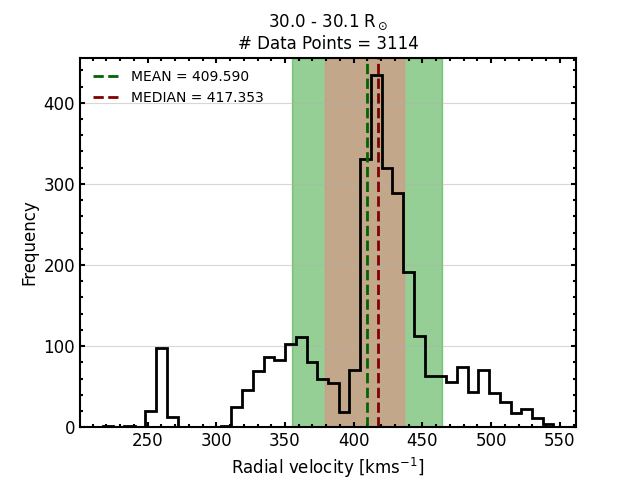 30.0 - 30.1 R⊙
# Data Points = 3114
MEAN = 409.590
MEDIAN = 417.353
400
300
200
100
0
Frequency
250 300 350 400 450 500 550
Radial velocity [kms⁻¹]